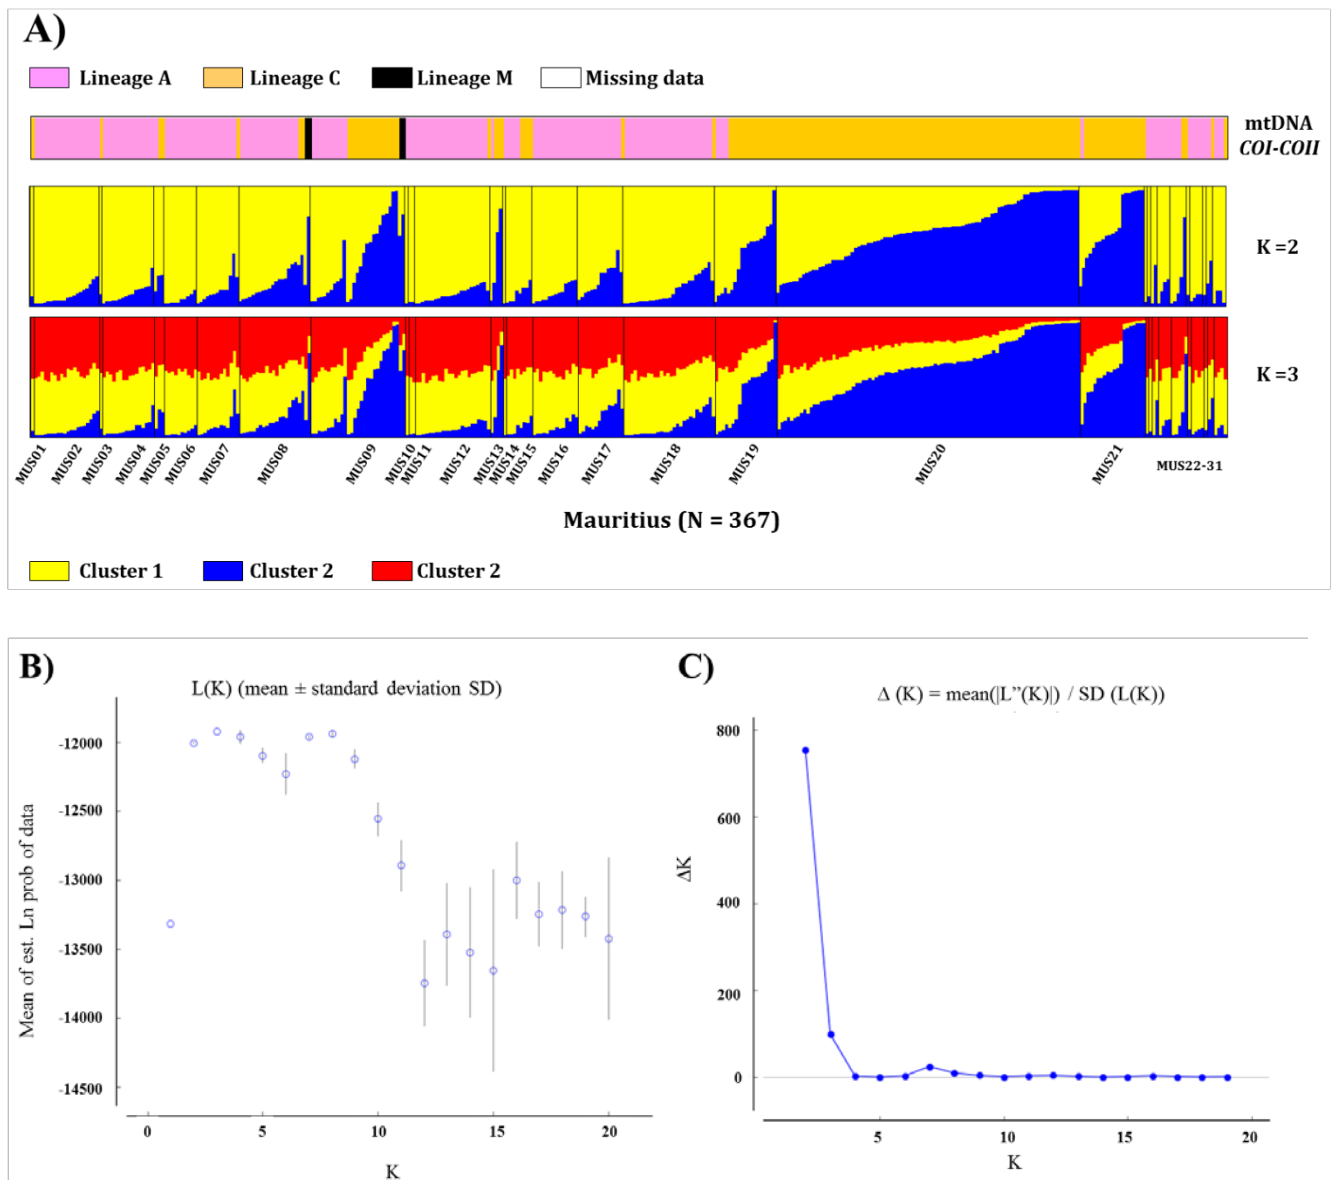 A)
Lineage A
Lineage C
Lineage M
Missing data
mtDNA
COI-COII
K =2
K =3
MUS01
MUS02
MUS03
MUS04
MUS05
MUS06
MUS07
MUS08
MUS09
MUS10
MUS11
MUS12
MUS13
MUS14
MUS15
MUS16
MUS17
MUS18
MUS19
MUS20
MUS21
MUS22-31
Mauritius (N = 367)
Cluster 1
Cluster 2
Cluster 2
B)
L(K) (mean ± standard deviation SD)
Mean of est. Ln prob of data
-12000
-12500
-13000
-13500
-14000
-14500
0
5
10
15
20
K
C)
Δ (K) = mean(|L”(K)|) / SD (L(K))
ΔK
800
600
400
200
0
5
10
15
20
K